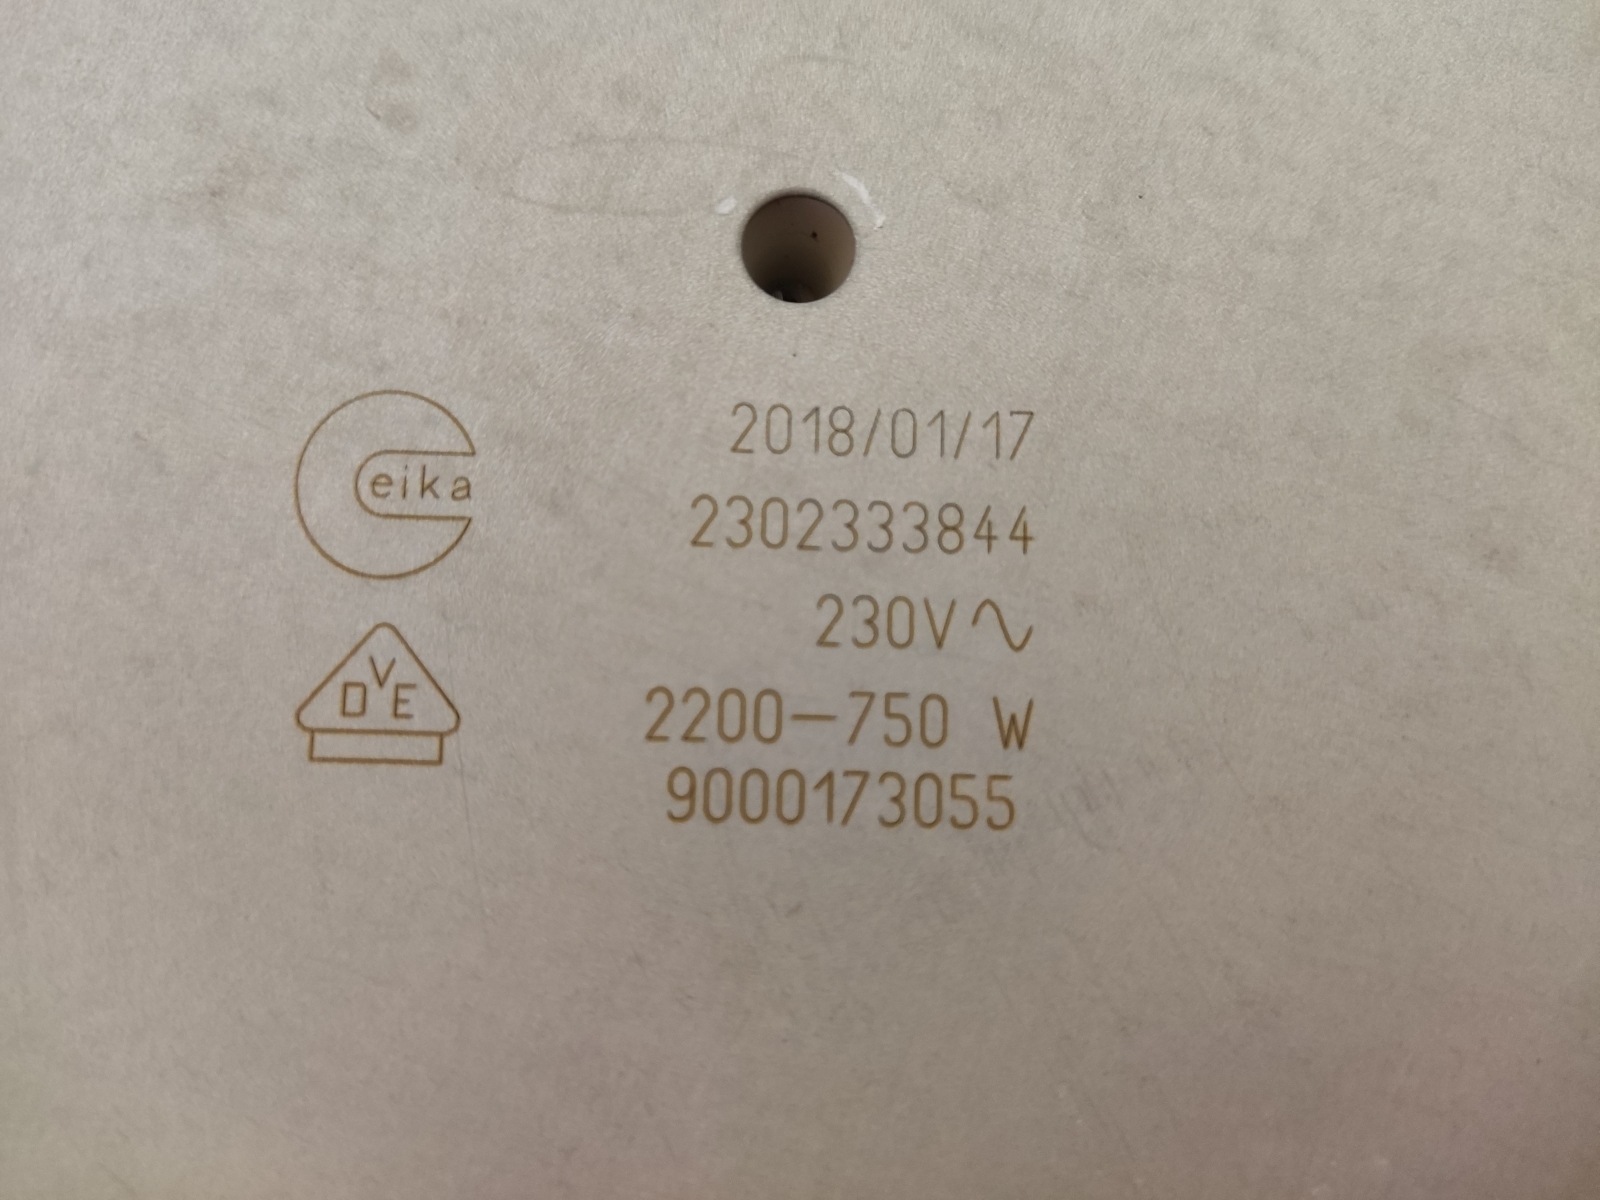 eika
DVE
2018/01/17
2302333844
230V∿
2200-750 W
9000173055